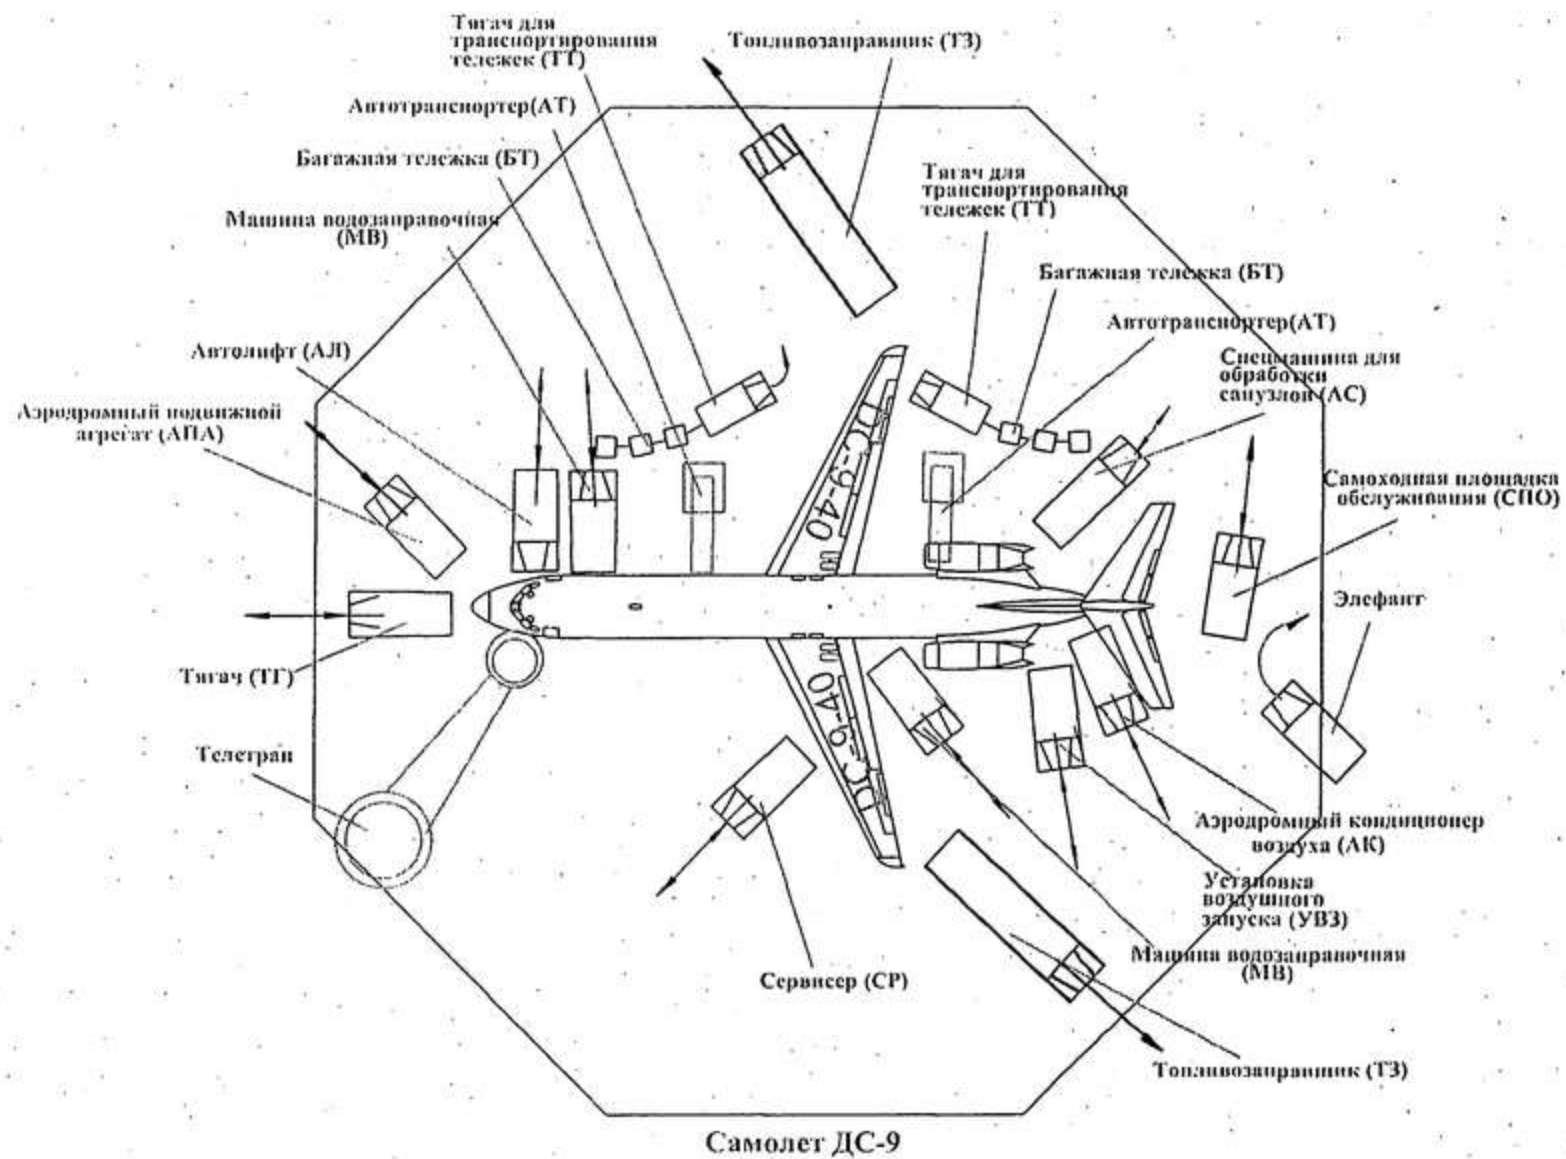 Тягач для
транспортирования
тележек (ТТ)
Топливозаправщик (ТЗ)
Автотранспортер(АТ)
Багажная тележка (БТ)
Машина водозаправочная
(МВ)
Тягач для
транспортирования
тележек (ТТ)
Багажная тележка (БТ)
Автотранспортер(АТ)
Автолифт (АЛ)
Спецмашина для
обработки
санузлов (АС)
Аэродромный подвижной
агрегат (АПА)
Самоходная площадка
обслуживания (СПО)
DC-9-40
Элефант
Тягач (ТГ)
DC-9-40
Телетрап
Аэродромный кондиционер
воздуха (АК)
Установка
воздушного
запуска (УВЗ)
Машина водозаправочная
(МВ)
Сервисер (СР)
Топливозаправщик (ТЗ)
Самолет ДС-9